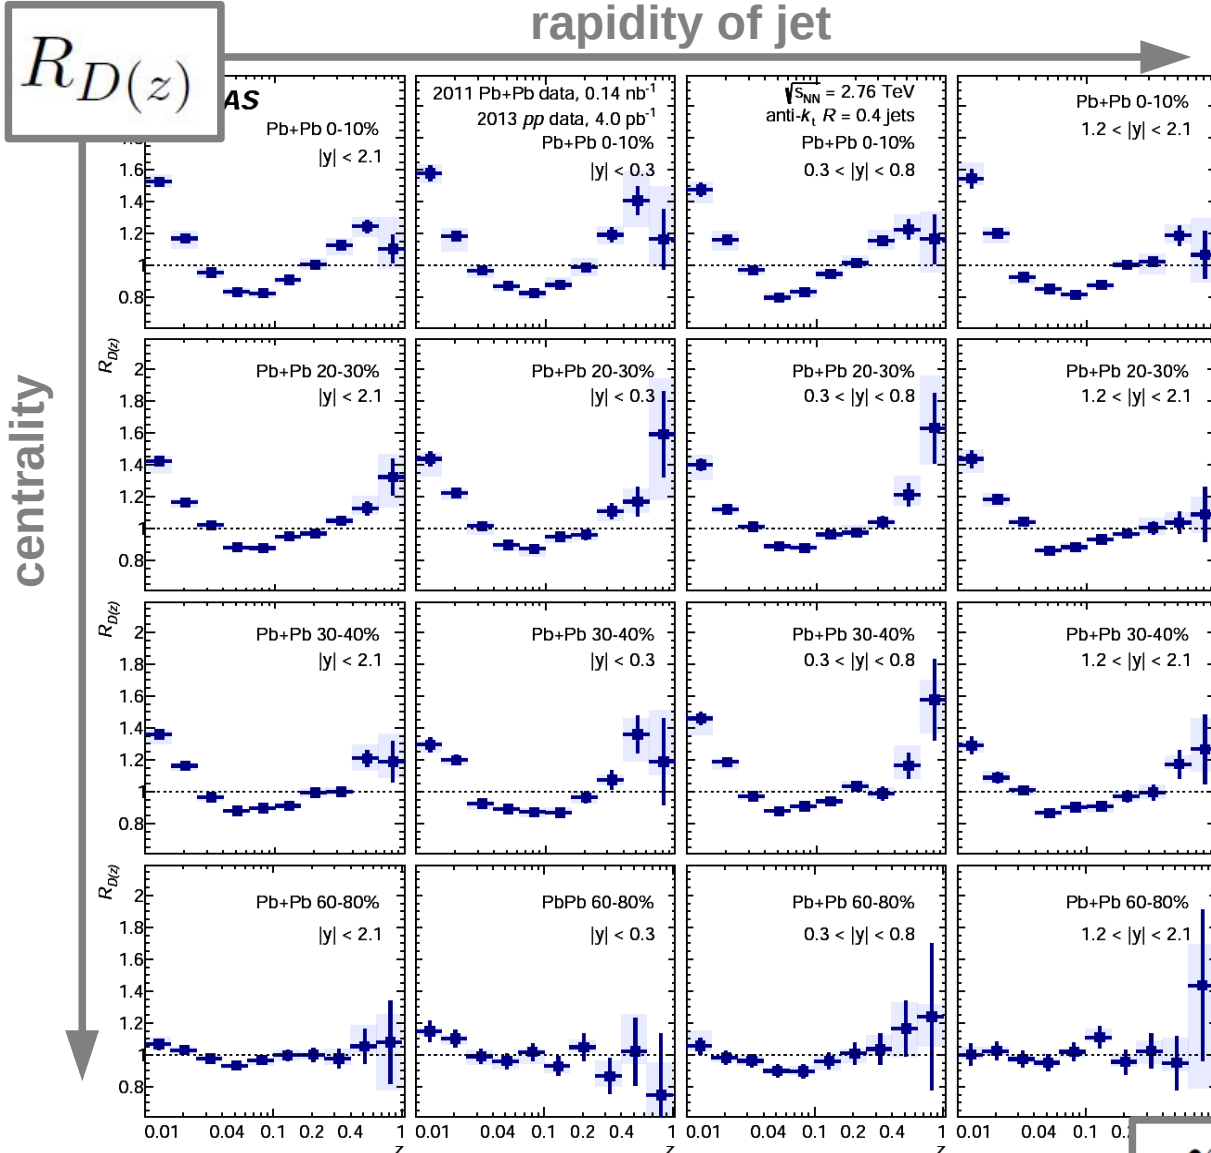 rapidity of jet
R_{D(z)}
centrality
AS
Pb+Pb 0-10%
|y| < 2.1
2011 Pb+Pb data, 0.14 nb⁻¹
2013 pp data, 4.0 pb⁻¹
Pb+Pb 0-10%
|y| < 0.3
√s_NN = 2.76 TeV
anti-k_t R = 0.4 jets
Pb+Pb 0-10%
0.3 < |y| < 0.8
Pb+Pb 0-10%
1.2 < |y| < 2.1
1.6
1.4
1.2
1
0.8
R_{D(z)}
Pb+Pb 20-30%
|y| < 2.1
Pb+Pb 20-30%
|y| < 0.3
Pb+Pb 20-30%
0.3 < |y| < 0.8
Pb+Pb 20-30%
1.2 < |y| < 2.1
2
1.8
1.6
1.4
1.2
1
0.8
R_{D(z)}
Pb+Pb 30-40%
|y| < 2.1
Pb+Pb 30-40%
|y| < 0.3
Pb+Pb 30-40%
0.3 < |y| < 0.8
Pb+Pb 30-40%
1.2 < |y| < 2.1
2
1.8
1.6
1.4
1.2
1
0.8
R_{D(z)}
Pb+Pb 60-80%
|y| < 2.1
PbPb 60-80%
|y| < 0.3
Pb+Pb 60-80%
0.3 < |y| < 0.8
Pb+Pb 60-80%
1.2 < |y| < 2.1
2
1.8
1.6
1.4
1.2
1
0.8
0.01 0.04 0.1 0.2 0.4 1
0.01 0.04 0.1 0.2 0.4 1
0.01 0.04 0.1 0.2 0.4 1
0.01 0.04 0.1
z
z
z